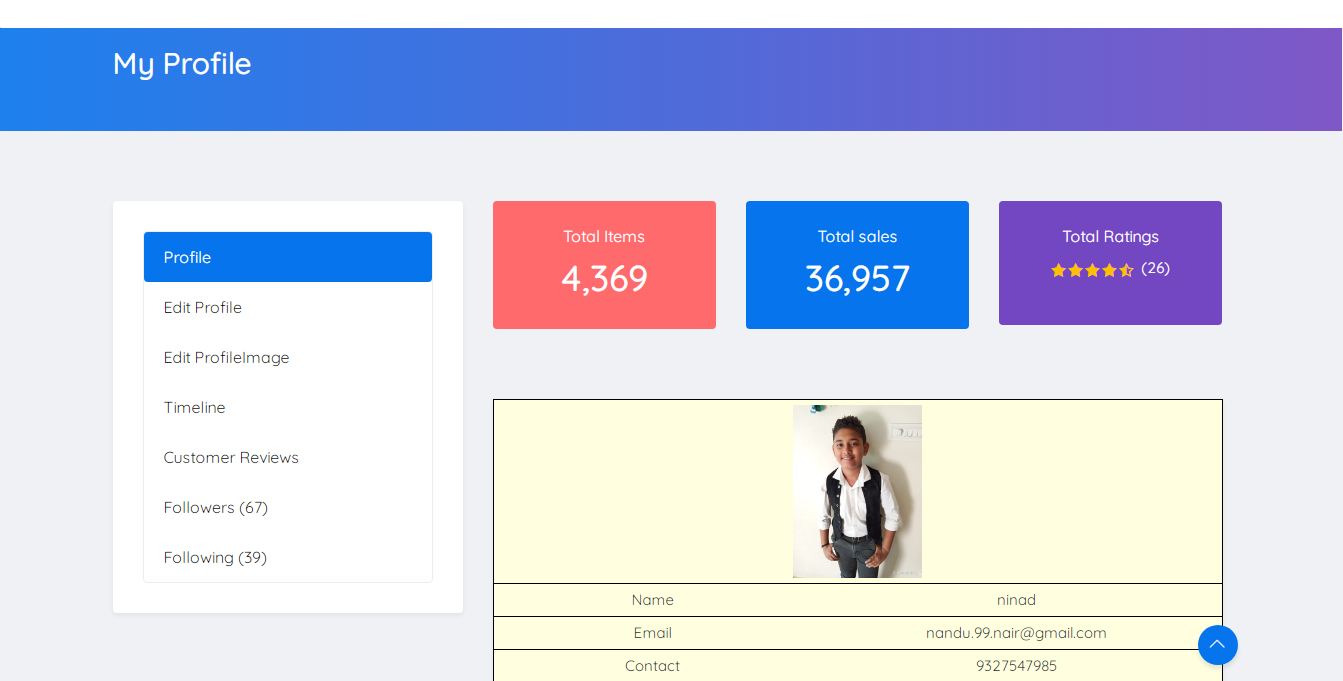 My Profile
Profile
Edit Profile
Edit ProfileImage
Timeline
Customer Reviews
Followers (67)
Following (39)
Total Items
4,369
Total sales
36,957
Total Ratings
(26)
Name ninad
Email nandu.99.nair@gmail.com
Contact 9327547985